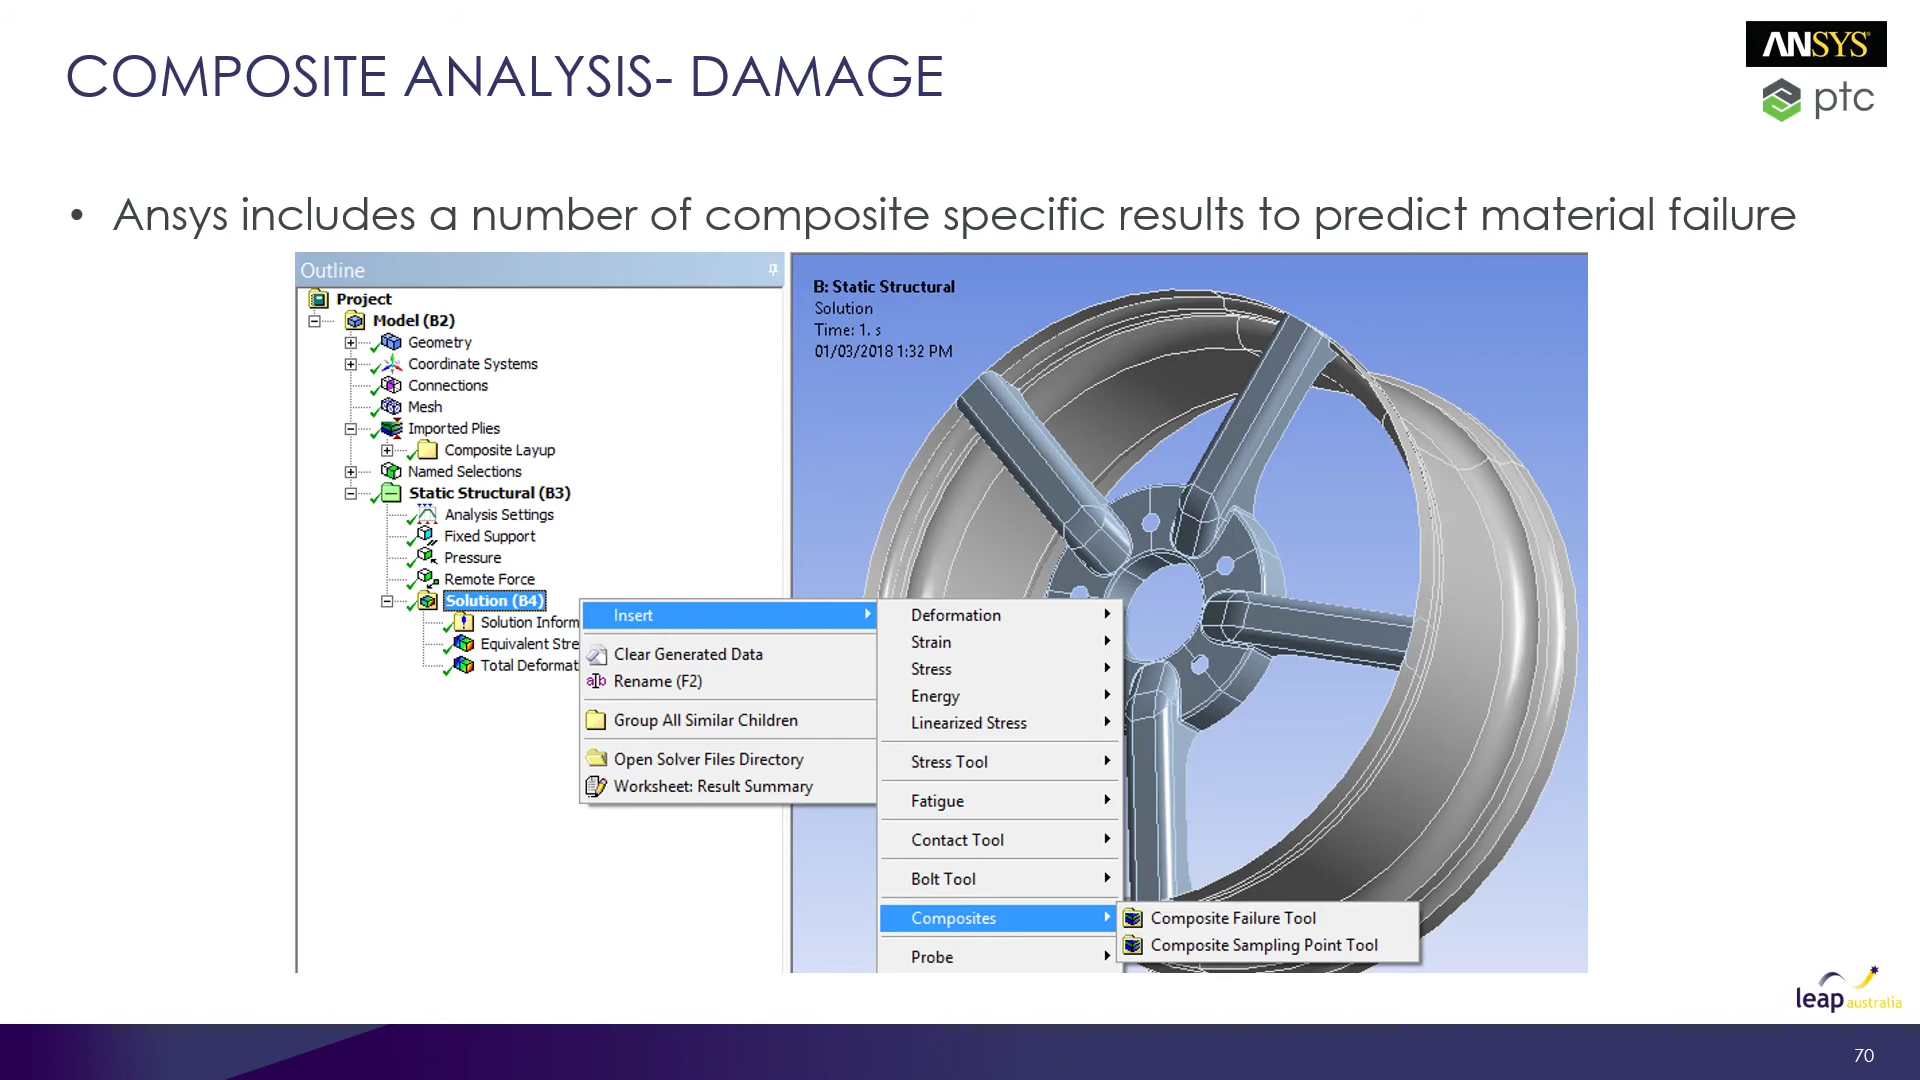 COMPOSITE ANALYSIS- DAMAGE
ANSYS
ptc
• Ansys includes a number of composite specific results to predict material failure
Outline
Project
Model (B2)
Geometry
Coordinate Systems
Connections
Mesh
Imported Plies
Composite Layup
Named Selections
Static Structural (B3)
Analysis Settings
Fixed Support
Pressure
Remote Force
Solution (B4)
Solution Inform
Equivalent Stre
Total Deformat
B: Static Structural
Solution
Time: 1. s
01/03/2018 1:32 PM
Insert
Clear Generated Data
Rename (F2)
Group All Similar Children
Open Solver Files Directory
Worksheet: Result Summary
Deformation
Strain
Stress
Energy
Linearized Stress
Stress Tool
Fatigue
Contact Tool
Bolt Tool
Composites
Probe
Composite Failure Tool
Composite Sampling Point Tool
leap australia
70